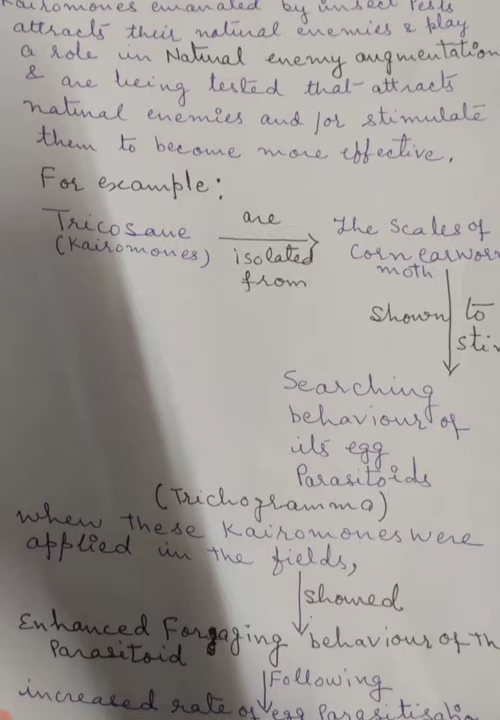 Kairomones emanated by insect Pests
attracts their natural enemies & play
a role in Natural enemy augmentation
& are being tested that attracts
natural enemies and /or stimulate
them to become more effective.
For example:
Tricosane are The Scales of
(Kairomones) isolated Corn earworm
from moth
shown to
sti
Searching
behaviour of
its egg
Parasitoids
(Trichogramma)
when these Kairomones were
applied in the fields,
showed
Enhanced Forgaging behaviour of th
Parasitoid
Following
increased rate of egg Parasitisatio